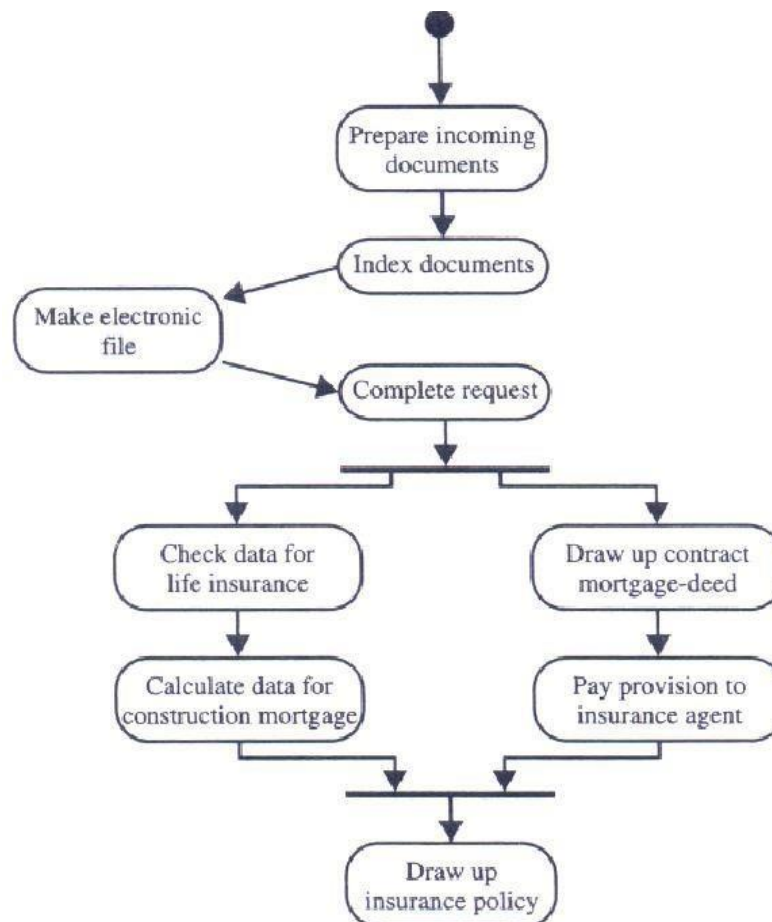 Prepare incoming
documents
Index documents
Make electronic
file
Complete request
Check data for
life insurance
Draw up contract
mortgage-deed
Calculate data for
construction mortgage
Pay provision to
insurance agent
Draw up
insurance policy